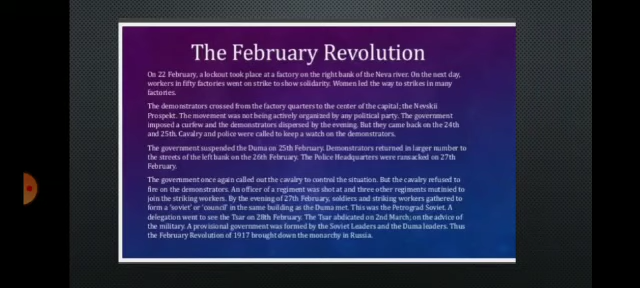 The February Revolution
On 22 February, a lockout took place at a factory on the right bank of the Neva river. On the next day,
workers in fifty factories went on strike to show solidarity. Women led the way to strikes in many
factories.
The demonstrators crossed from the factory quarters to the center of the capital; the Nevskii
Prospekt. The movement was not being actively organized by any political party. The government
imposed a curfew and the demonstrators dispersed by the evening. But they came back on the 24th
and 25th. Cavalry and police were called to keep a watch on the demonstrators.
The government suspended the Duma on 25th February. Demonstrators returned in larger number to
the streets of the left bank on the 26th February. The Police Headquarters were ransacked on 27th
February.
The government once again called out the cavalry to control the situation. But the cavalry refused to
fire on the demonstrators. An officer of a regiment was shot at and three other regiments mutinied to
join the striking workers. By the evening of 27th February, soldiers and striking workers gathered to
form a 'soviet' or 'council' in the same building as the Duma met. This was the Petrograd Soviet. A
delegation went to see the Tsar on 28th February. The Tsar abdicated on 2nd March; on the advice of
the military. A provisional government was formed by the Soviet Leaders and the Duma leaders. Thus
the February Revolution of 1917 brought down the monarchy in Russia.